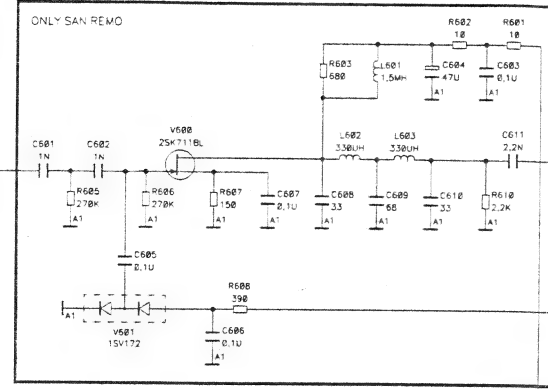 ONLY SAN REMO
R602
10
R601
10
R603
680
L601
1,5MH
C604
47U
C603
0,1U
A1
A1
V600
2SK711BL
L602
330UH
L603
330UH
C611
2,2N
C601
1N
C602
1N
R605
270K
A1
R606
270K
A1
R607
150
A1
C607
0,1U
A1
C608
33
A1
C609
68
A1
C610
33
A1
R610
2,2K
A1
C605
0,1U
R608
390
A1
V601
1SV172
C606
0,1U
A1